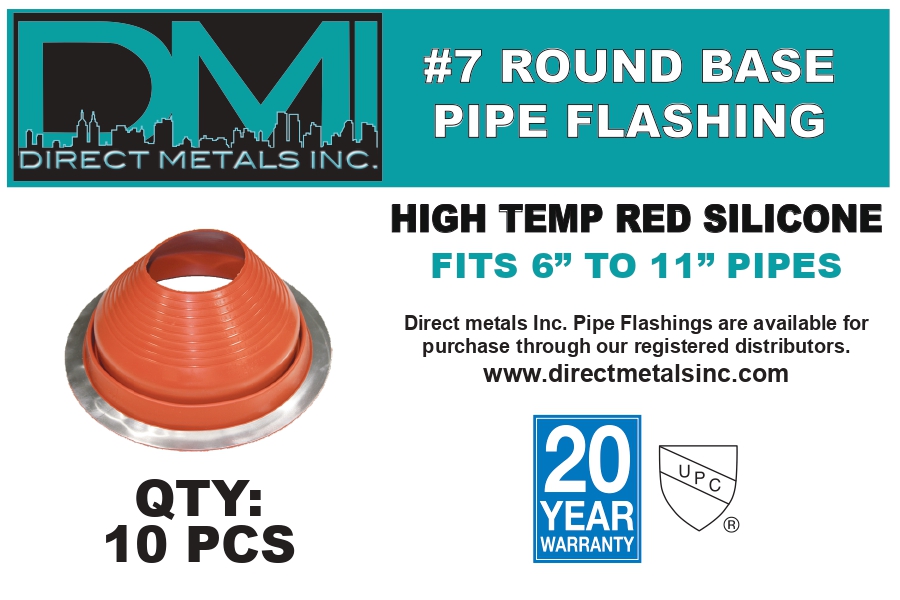 DMI
DIRECT METALS INC.
#7 ROUND BASE
PIPE FLASHING
HIGH TEMP RED SILICONE
FITS 6” TO 11” PIPES
Direct metals Inc. Pipe Flashings are available for
purchase through our registered distributors.
www.directmetalsinc.com
QTY:
10 PCS
20
YEAR
WARRANTY
UPC
®